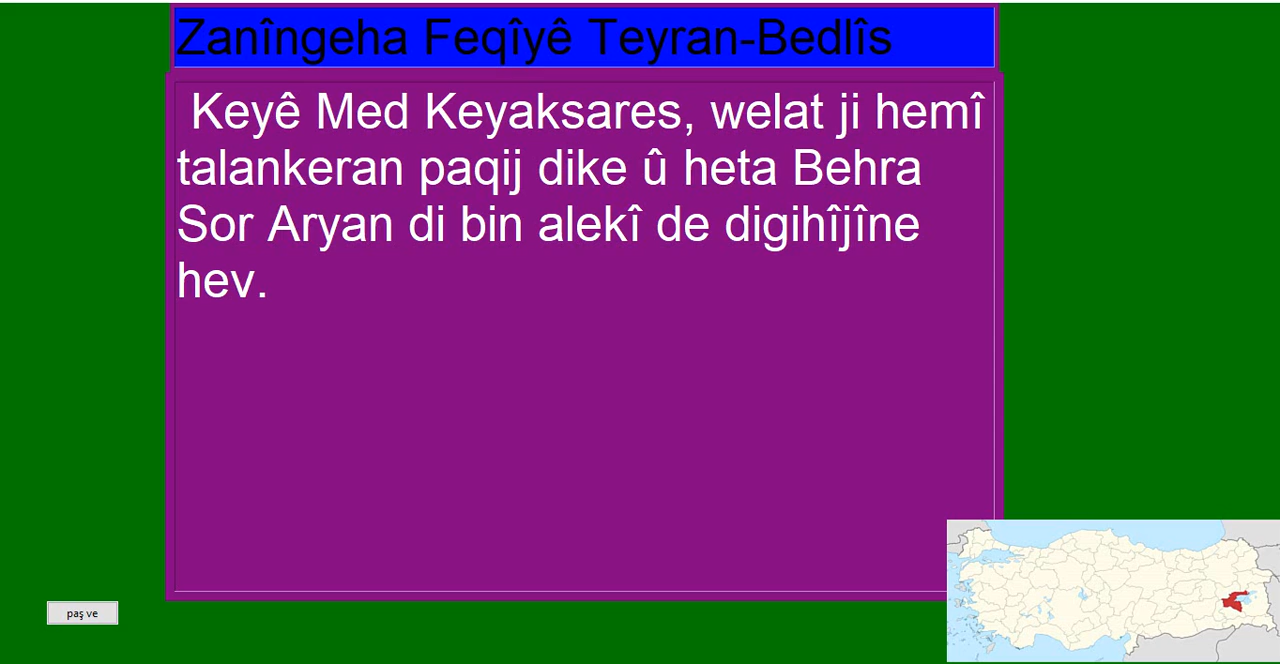 Zanîngeha Feqîyê Teyran-Bedlîs
Keyê Med Keyaksares, welat ji hemî
talankeran paqij dike û heta Behra
Sor Aryan di bin alekî de digihîjîne
hev.
paş ve